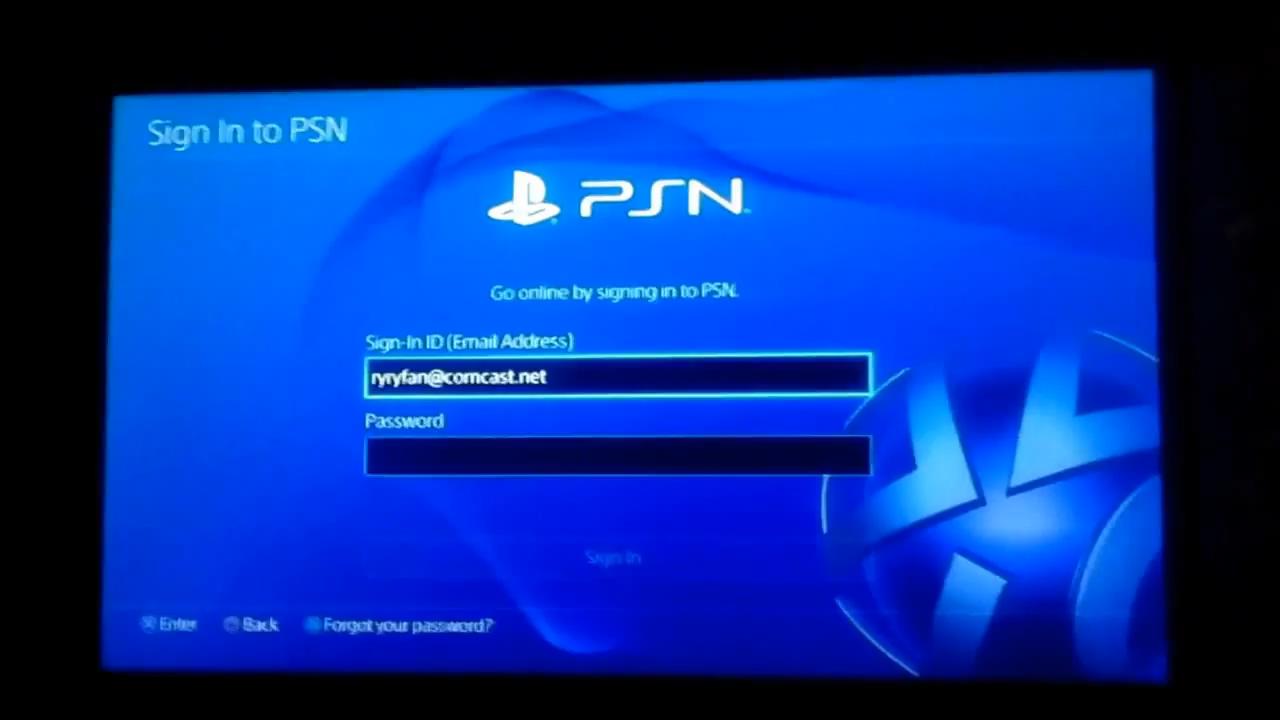 Sign In to PSN
PSN
Go online by signing in to PSN.
Sign-In ID (Email Address)
ryryfan@comcast.net
Password
Sign In
Enter Back Forgot your password?